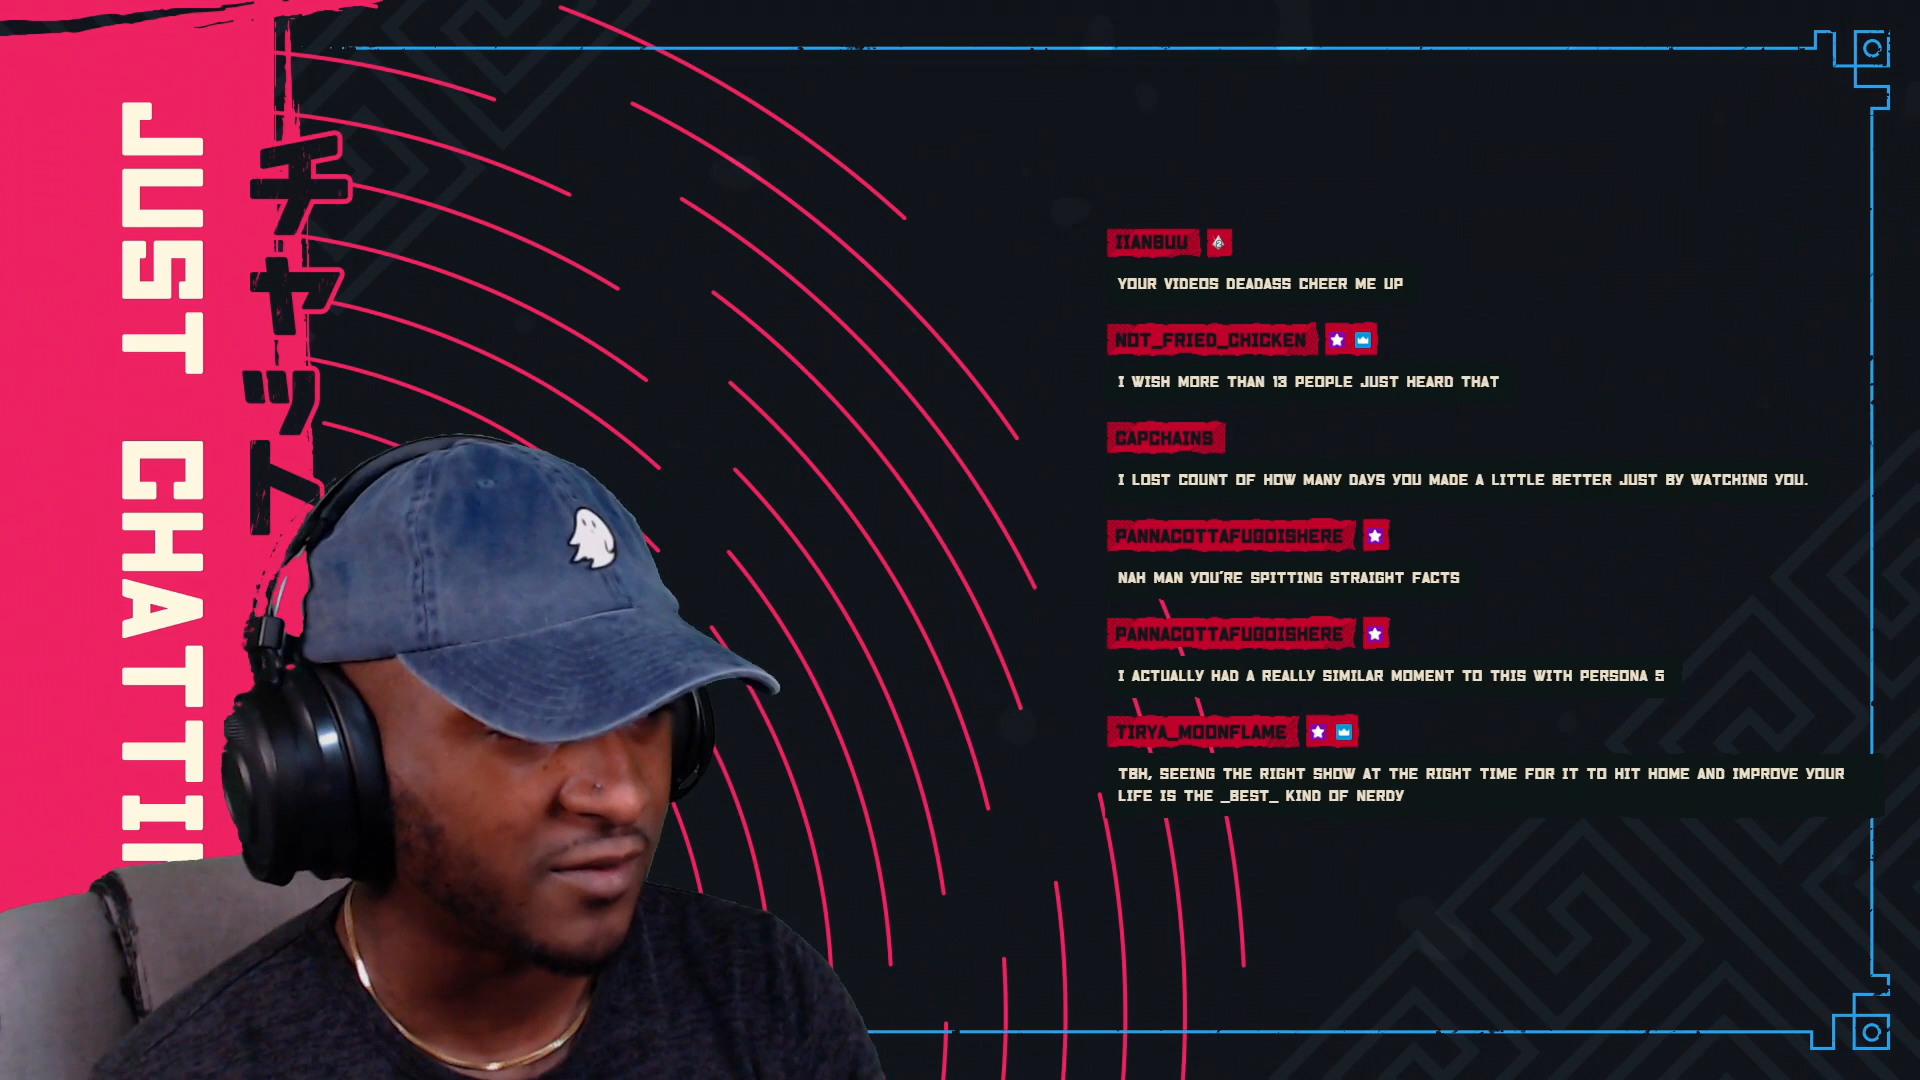 JUST CHATTI
チャット
IIANBUU
YOUR VIDEOS DEADASS CHEER ME UP
NOT_FRIED_CHICKEN
I WISH MORE THAN 13 PEOPLE JUST HEARD THAT
CAPCHAINS
I LOST COUNT OF HOW MANY DAYS YOU MADE A LITTLE BETTER JUST BY WATCHING YOU.
PANNACOTTAFUGOISHERE
NAH MAN YOU'RE SPITTING STRAIGHT FACTS
PANNACOTTAFUGOISHERE
I ACTUALLY HAD A REALLY SIMILAR MOMENT TO THIS WITH PERSONA 5
TIRYA_MOONFLAME
TBH, SEEING THE RIGHT SHOW AT THE RIGHT TIME FOR IT TO HIT HOME AND IMPROVE YOUR
LIFE IS THE _BEST_ KIND OF NERDY